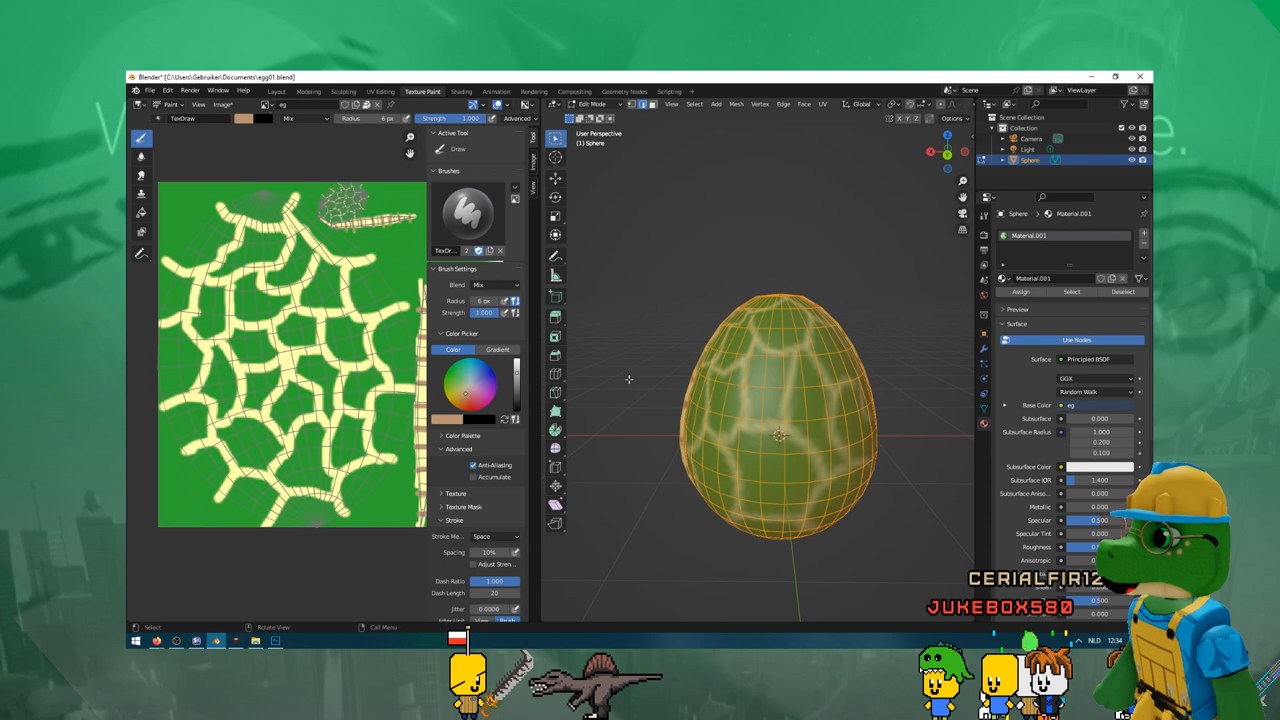 Blender* [C:\Users\Gebruiker\Documents\egg01.blend]
File Edit Render Window Help Layout Modeling Sculpting UV Editing Texture Paint Shading Animation Rendering Compositing Geometry Nodes Scripting Scene ViewLayer
Paint View Image* eg Edit Mode View Select Add Mesh Vertex Edge Face UV Global
TexDraw Mix Radius 6 px Strength 1.000 Advanced X Y Z Options
Active Tool
Draw
Brushes
TexDr... 2
Brush Settings
Blend Mix
Radius 6 px
Strength 1.000
Color Picker
Color Gradient
Color Palette
Advanced
Anti-Aliasing
Accumulate
Texture
Texture Mask
Stroke
Stroke Me... Space
Spacing 10%
Adjust Stren...
Dash Ratio 1.000
Dash Length 20
Jitter 0.0000
Tool
Image
View
User Perspective
(1) Sphere
Scene Collection
Collection
Camera
Light
Sphere
Sphere Material.001
Material.001
Material.001
Assign Select Deselect
Preview
Surface
Use Nodes
Surface Principled BSDF
GGX
Random Walk
Base Color eg
Subsurface 0.000
Subsurface Radius 1.000
0.200
0.100
Subsurface Color
Subsurface IOR 1.400
Subsurface Aniso... 0.000
Metallic 0.000
Specular 0.500
Specular Tint 0.000
Roughness
Anisotropic
CERIALFIR12
JUKEBOX580
Select Rotate View Call Menu
NLD 12:34